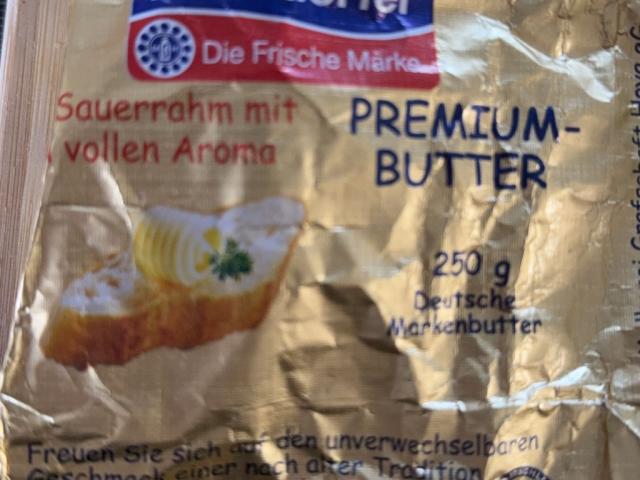 Die Frische Marke
Sauerrahm mit
vollen Aroma
PREMIUM-
BUTTER
250 g
Deutsche
Markenbutter
Freuen Sie sich auf den unverwechselbaren
Geschmack einer nach alter Tradition